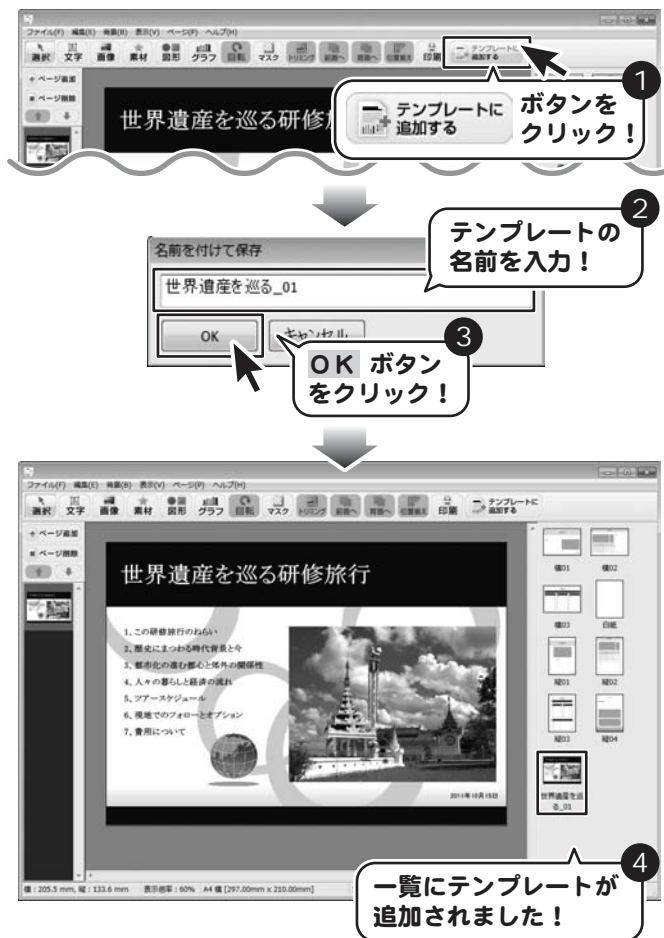 ファイル(F) 編集(E) 背景(B) 表示(V) ページ(P) ヘルプ(H)
選択 文字 画像 素材 図形 グラフ 回転 マスク トリミング 前面へ 背面へ 位置揃え 印刷 テンプレートに追加する
ページ追加
ページ削除
世界遺産を巡る研修旅
テンプレートに
追加する
1
ボタンを
クリック！
2
テンプレートの
名前を入力！
名前を付けて保存
世界遺産を巡る_01
OK
キャンセル
3
ＯＫ ボタン
をクリック！
ファイル(F) 編集(E) 背景(B) 表示(V) ページ(P) ヘルプ(H)
選択 文字 画像 素材 図形 グラフ 回転 マスク トリミング 前面へ 背面へ 位置揃え 印刷 テンプレートに追加する
ページ追加
ページ削除
世界遺産を巡る研修旅行
1、この研修旅行のねらい
2、歴史にまつわる時代背景と今
3、都市化の進む都心と郊外の関係性
4、人々の暮らしと経済の流れ
5、ツアースケジュール
6、現地でのフォローとオプション
7、費用について
2011年10月15日
横01 横02
横03 白紙
縦01 縦02
縦03 縦04
世界遺産を巡
る_01
横 : 205.5 mm, 縦 : 133.6 mm 表示倍率 : 60% A4 横 [297.00mm x 210.00mm]
4
一覧にテンプレートが
追加されました！